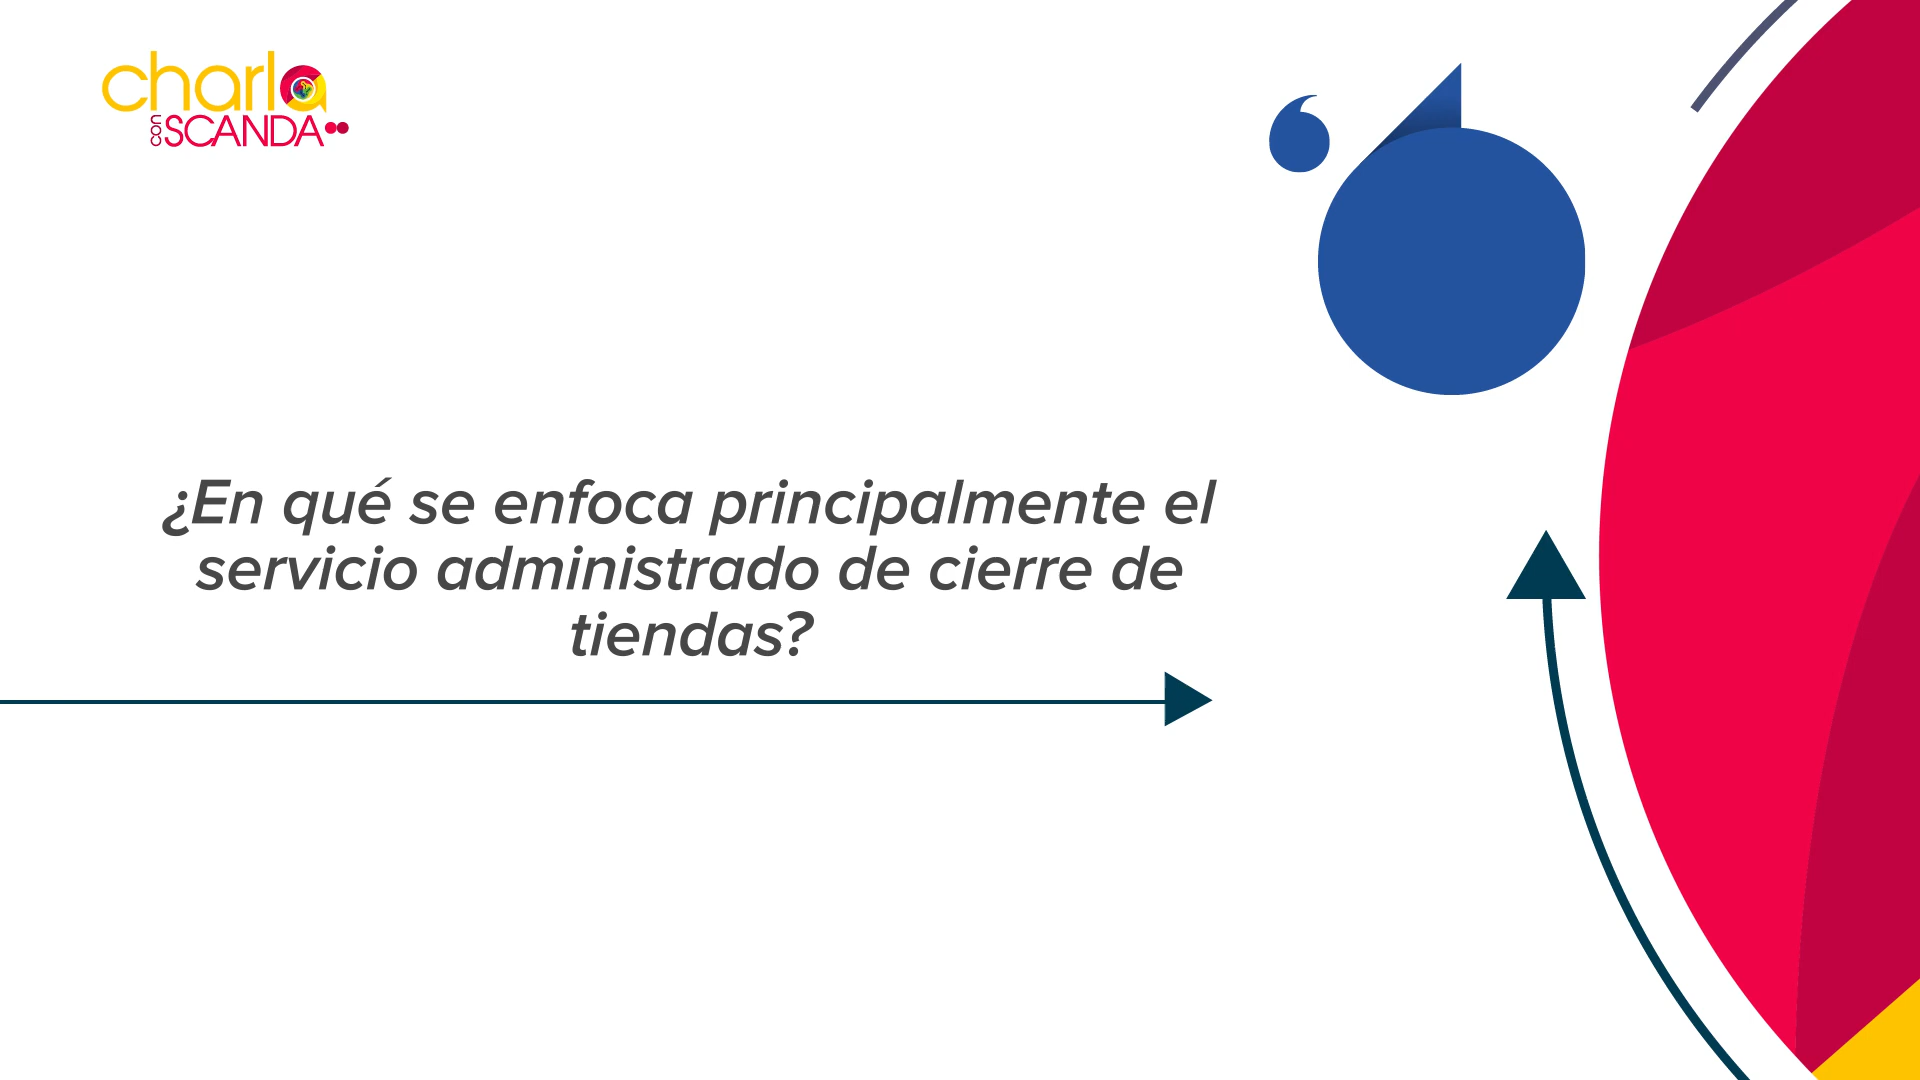 charla
con SCANDA
¿En qué se enfoca principalmente el
servicio administrado de cierre de
tiendas?